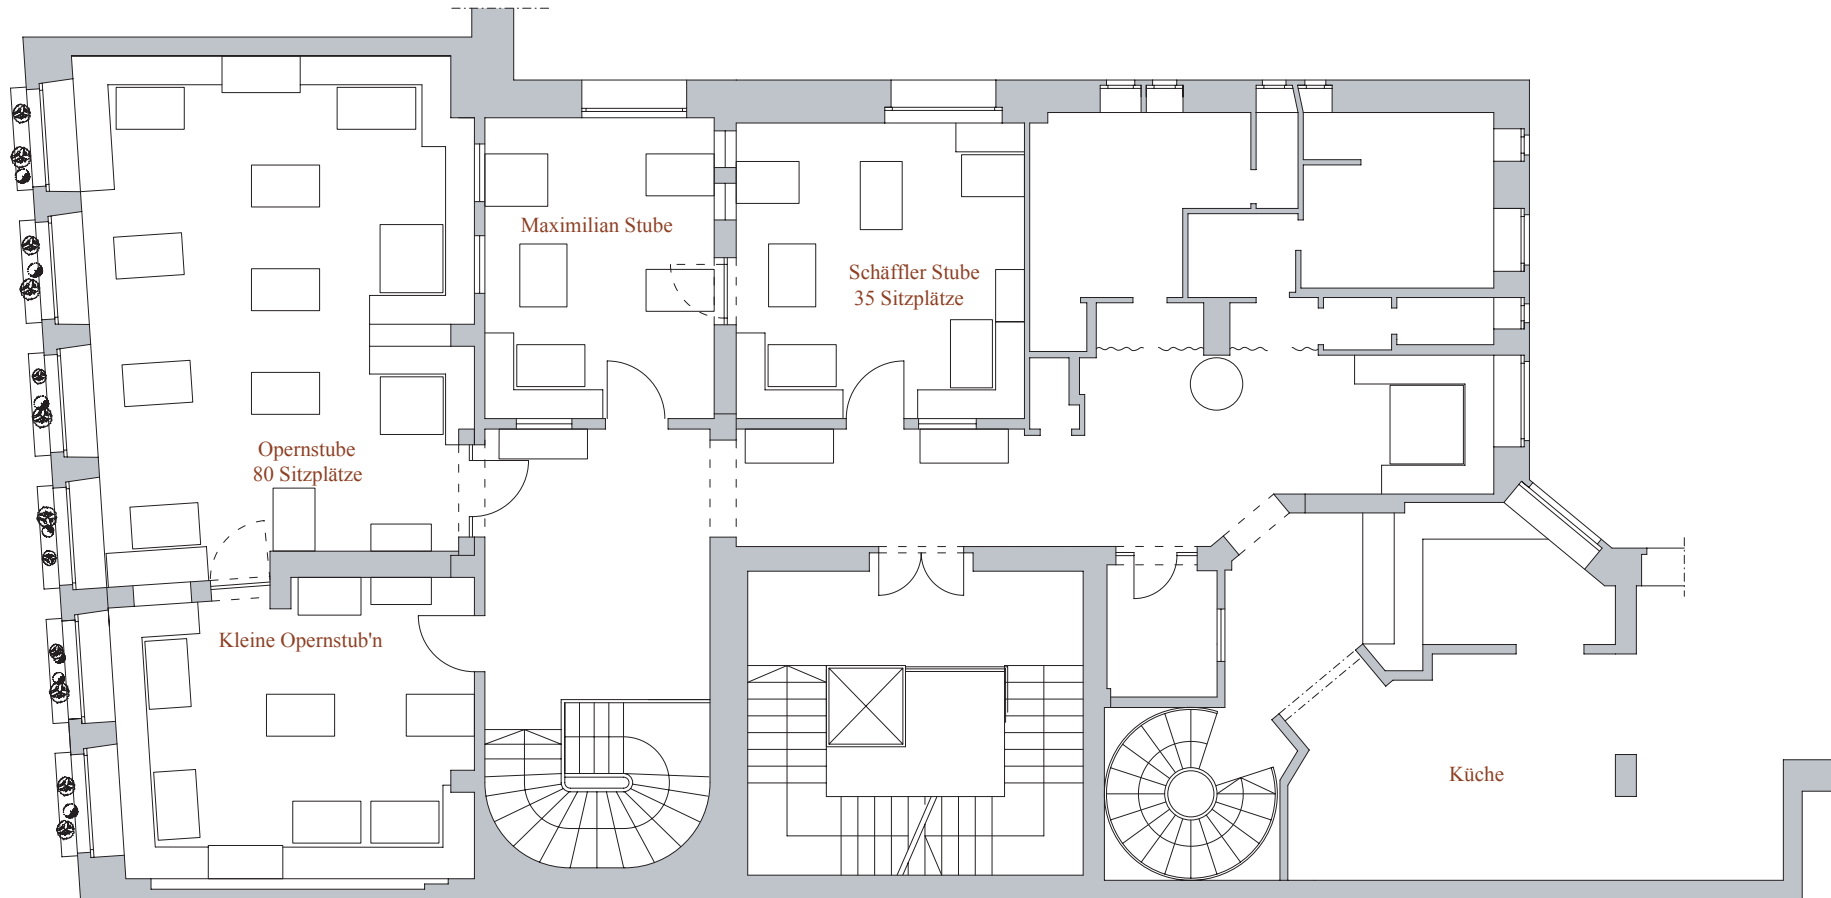 Maximilian Stube
Schäffler Stube
35 Sitzplätze
Opernstube
80 Sitzplätze
Kleine Opernstub'n
Küche